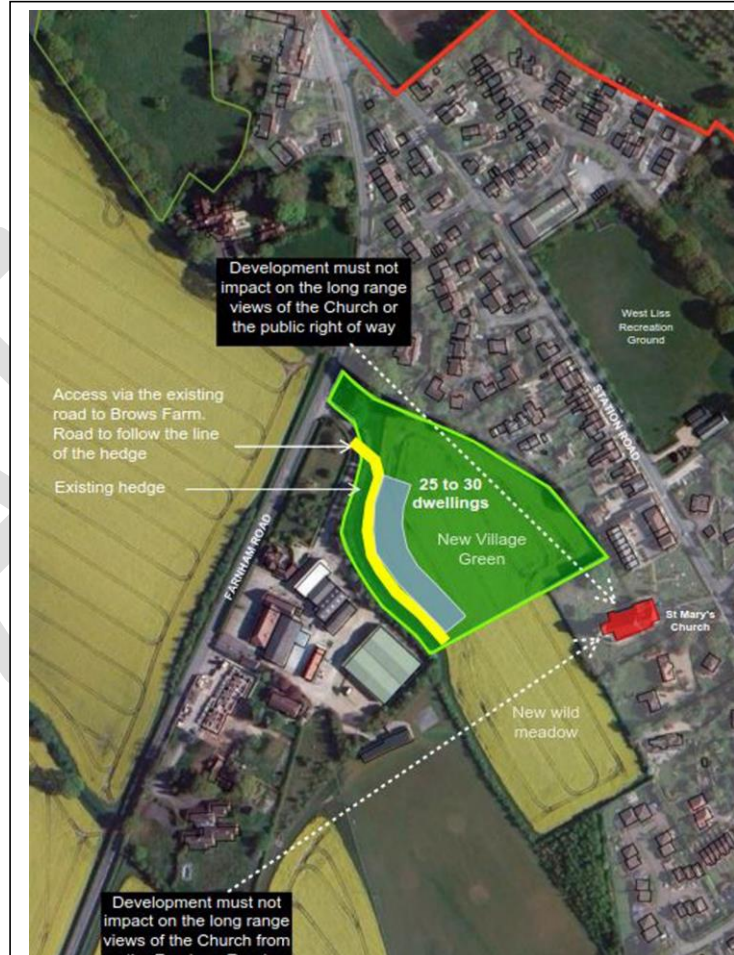 Development must not
impact on the long range
views of the Church or
the public right of way
West Liss
Recreation
Ground
STATION ROAD
Access via the existing
road to Brows Farm.
Road to follow the line
of the hedge
Existing hedge
25 to 30
dwellings
New Village
Green
FARNHAM ROAD
St Mary's
Church
New wild
meadow
Development must not
impact on the long range
views of the Church from